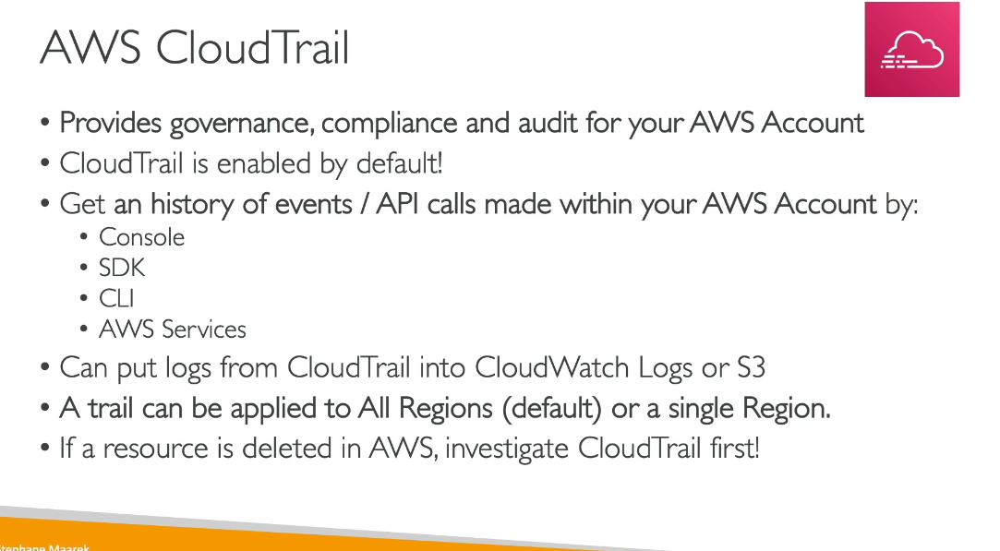 AWS CloudTrail
• Provides governance, compliance and audit for your AWS Account
• CloudTrail is enabled by default!
• Get an history of events / API calls made within your AWS Account by:
• Console
• SDK
• CLI
• AWS Services
• Can put logs from CloudTrail into CloudWatch Logs or S3
• A trail can be applied to All Regions (default) or a single Region.
• If a resource is deleted in AWS, investigate CloudTrail first!
Stephane Maarek